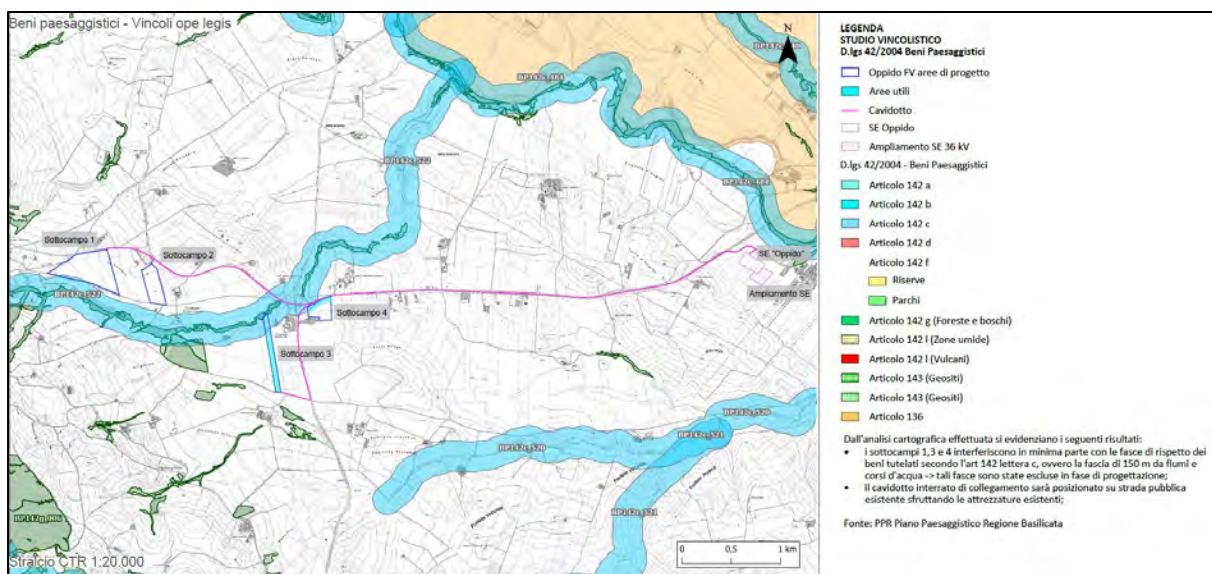 Beni paesaggistici - Vincoli ope legis
N
BP142c_522
Sottocampo 1
Sottocampo 2
SE "Oppido"
Ampliamento SE
Sottocampo 4
Sottocampo 3
BP142c_520
BP142c_521
BP142c_520
BP142c_521
Stralcio CTR 1:20.000
0 0,5 1 km
LEGENDA
STUDIO VINCOLISTICO
D.lgs 42/2004 Beni Paesaggistici
Oppido FV aree di progetto
Aree utili
Cavidotto
SE Oppido
Ampliamento SE 36 kV
D.lgs 42/2004 - Beni Paesaggistici
Articolo 142 a
Articolo 142 b
Articolo 142 c
Articolo 142 d
Articolo 142 f
Riserve
Parchi
Articolo 142 g (Foreste e boschi)
Articolo 142 I (Zone umide)
Articolo 142 l (Vulcani)
Articolo 143 (Geositi)
Articolo 143 (Geositi)
Articolo 136
Dall'analisi cartografica effettuata si evidenziano i seguenti risultati:
• i sottocampi 1,3 e 4 interferiscono in minima parte con le fasce di rispetto dei
beni tutelati secondo l'art 142 lettera c, ovvero la fascia di 150 m da fiumi e
corsi d'acqua -> tali fasce sono state escluse in fase di progettazione;
• Il cavidotto interrato di collegamento sarà posizionato su strada pubblica
esistente sfruttando le attrezzature esistenti;
Fonte: PPR Piano Paesaggistico Regione Basilicata